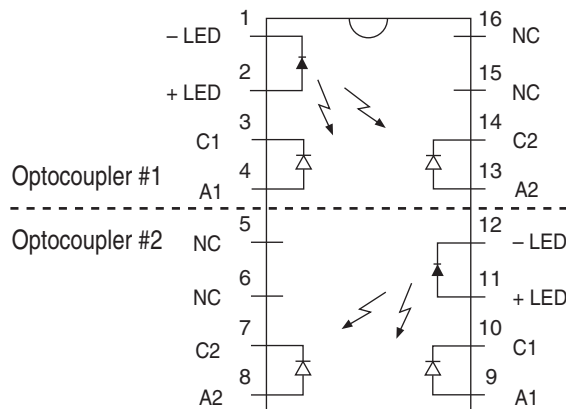 1 16
– LED NC
2 15
+ LED NC
3 14
C1 C2
Optocoupler #1
4 13
A1 A2
Optocoupler #2
5 12
NC – LED
6 11
NC + LED
7 10
C2 C1
8 9
A2 A1